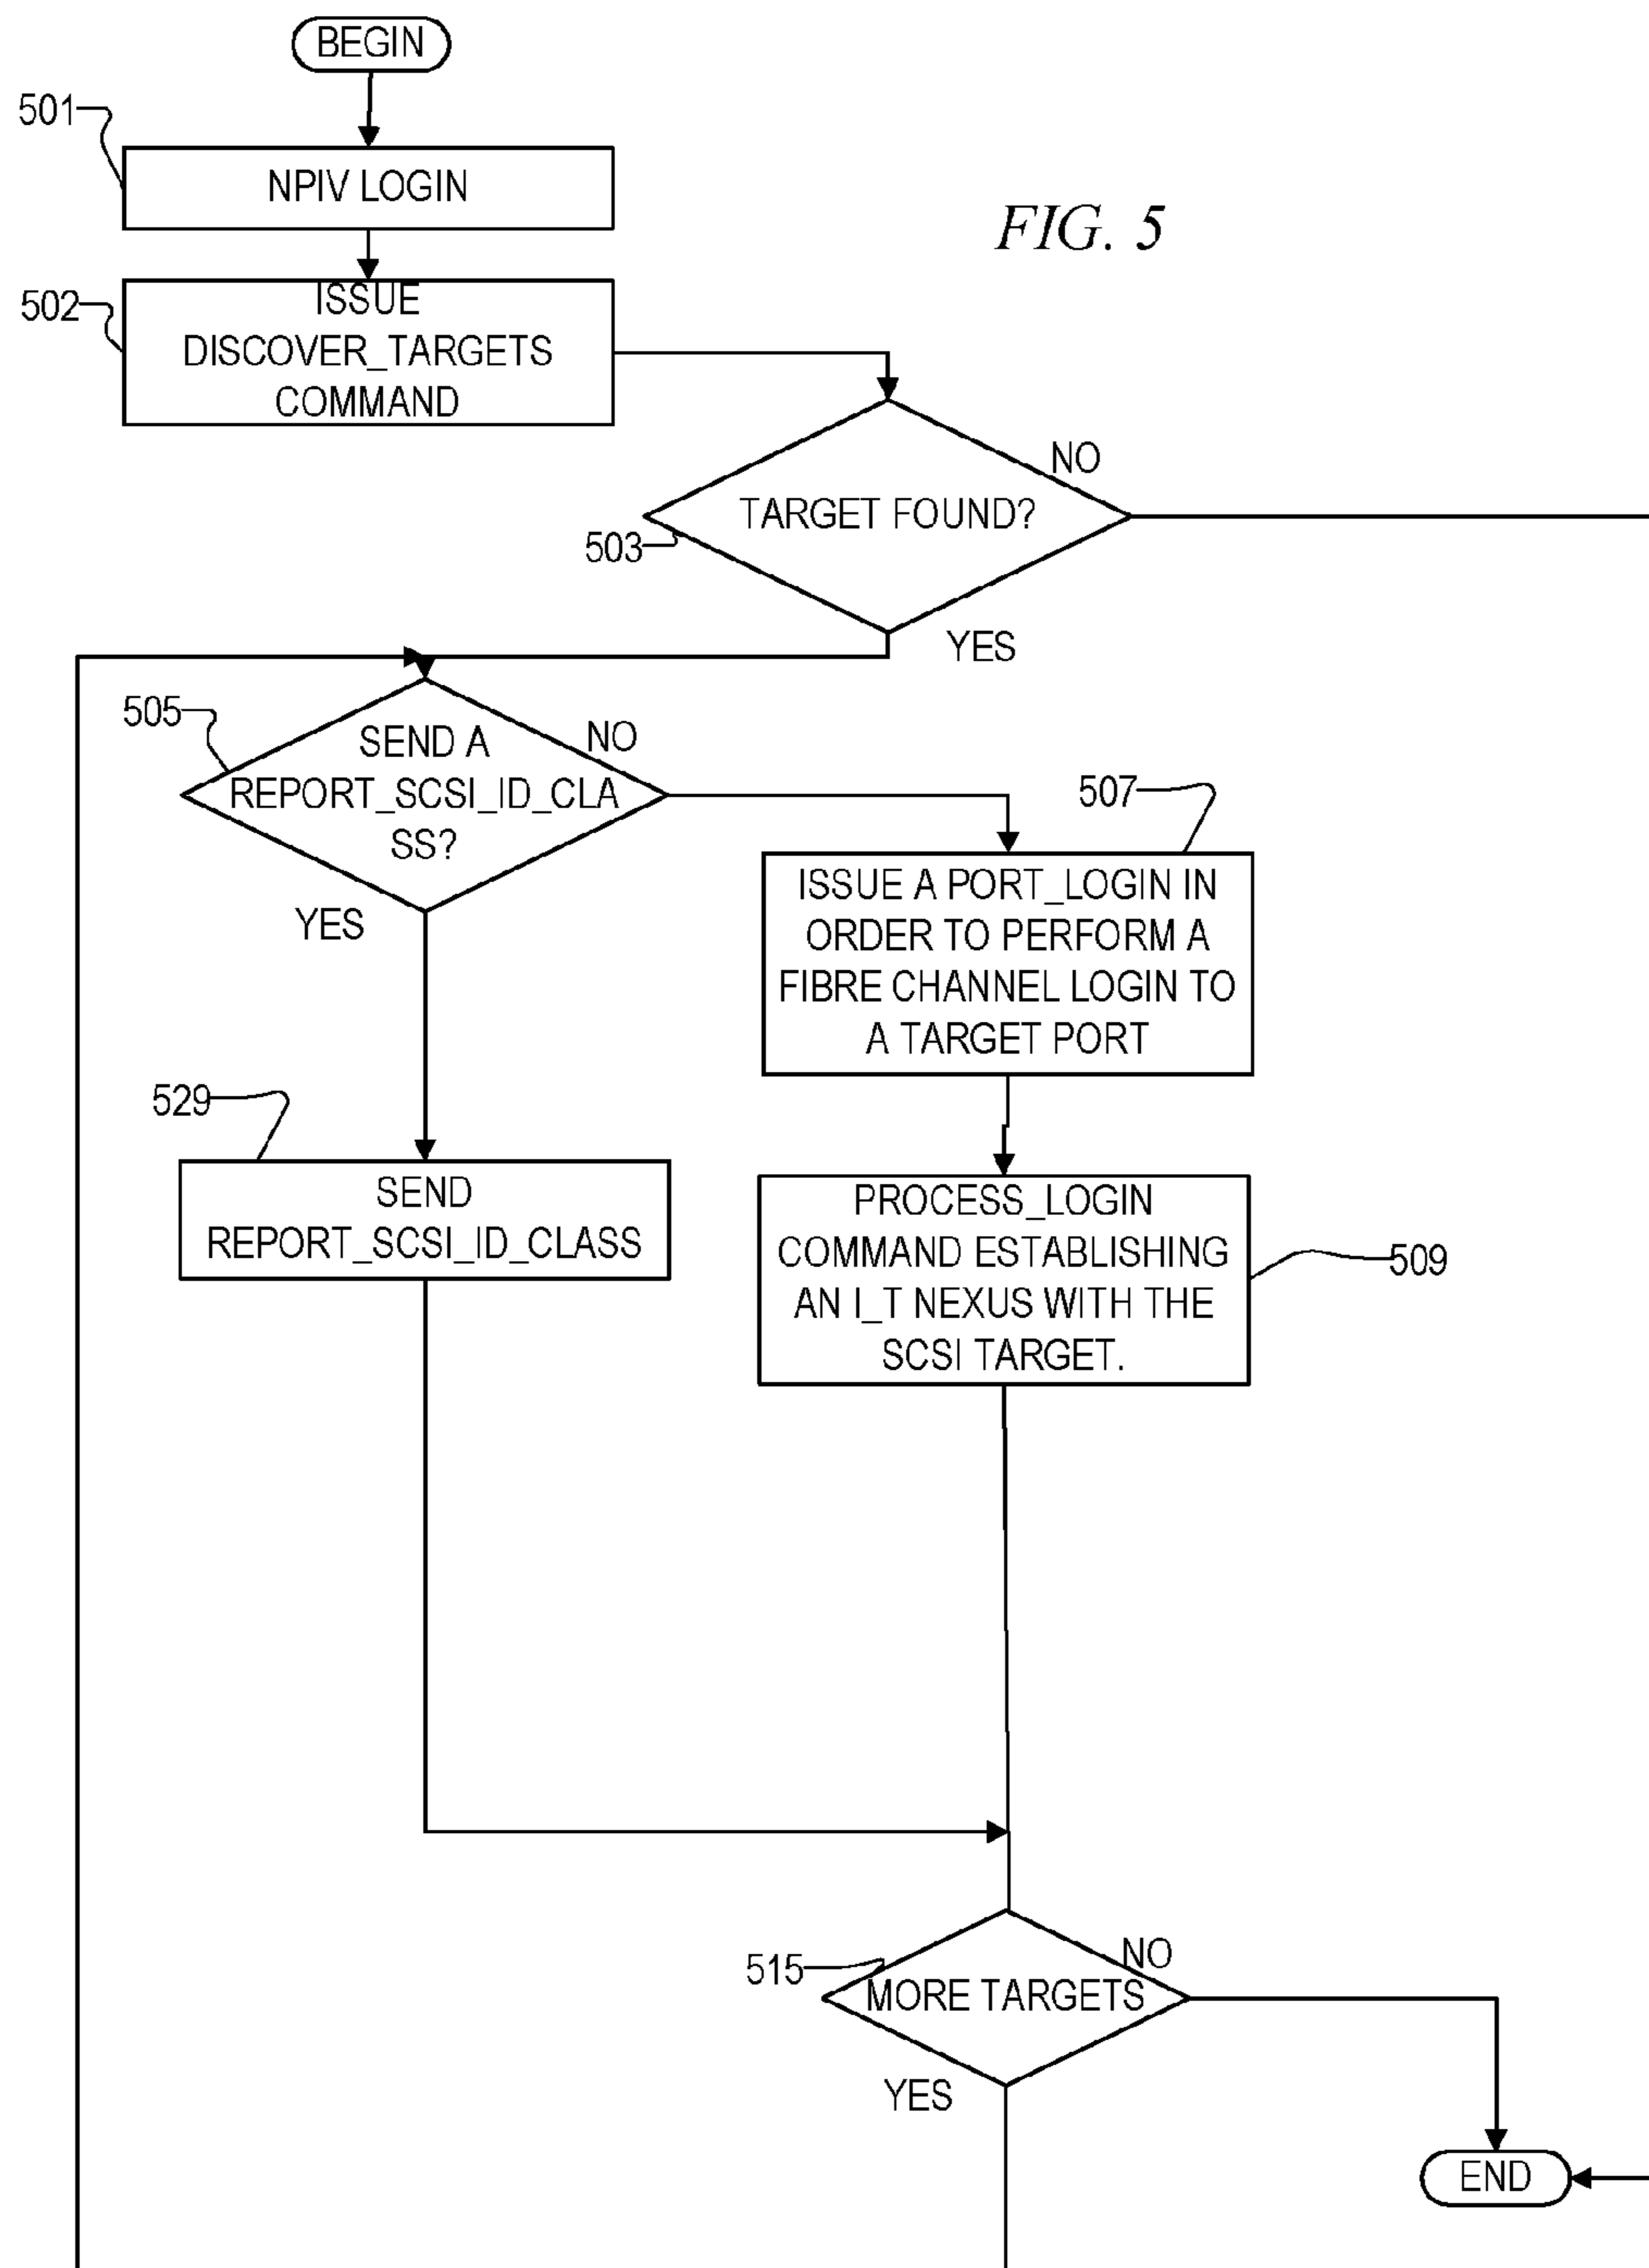 BEGIN
501
NPIV LOGIN
FIG. 5
502
ISSUE
DISCOVER_TARGETS
COMMAND
NO
TARGET FOUND?
503
YES
505
SEND A
REPORT_SCSI_ID_CLA
SS?
NO
507
YES
ISSUE A PORT_LOGIN IN
ORDER TO PERFORM A
FIBRE CHANNEL LOGIN TO
A TARGET PORT
529
SEND
REPORT_SCSI_ID_CLASS
PROCESS_LOGIN
COMMAND ESTABLISHING
AN I_T NEXUS WITH THE
SCSI TARGET.
509
515
NO
MORE TARGETS
YES
END